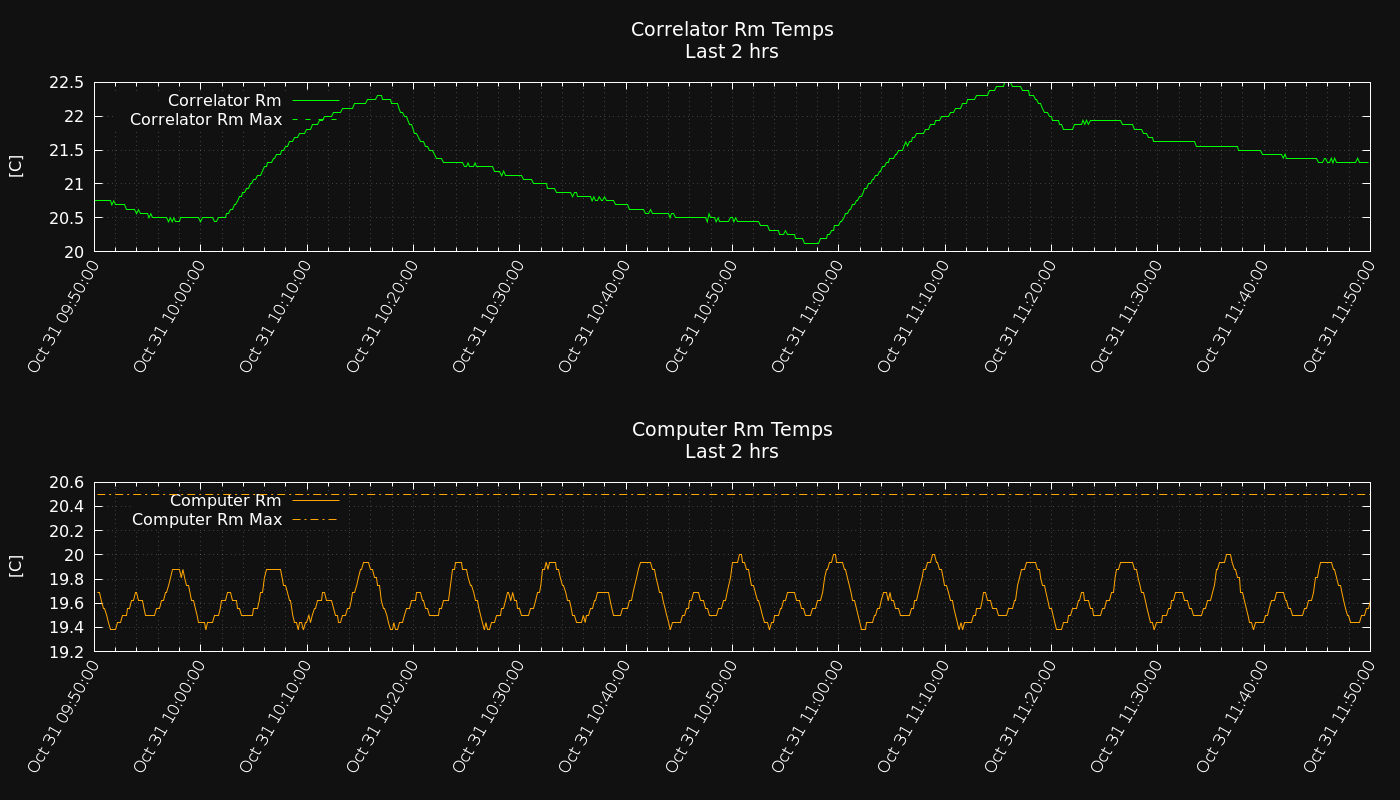 Correlator Rm Temps
Last 2 hrs
[C]
22.5
22
21.5
21
20.5
20
Correlator Rm
Correlator Rm Max
Oct 31 09:50:00
Oct 31 10:00:00
Oct 31 10:10:00
Oct 31 10:20:00
Oct 31 10:30:00
Oct 31 10:40:00
Oct 31 10:50:00
Oct 31 11:00:00
Oct 31 11:10:00
Oct 31 11:20:00
Oct 31 11:30:00
Oct 31 11:40:00
Oct 31 11:50:00
Computer Rm Temps
Last 2 hrs
[C]
20.6
20.4
20.2
20
19.8
19.6
19.4
19.2
Computer Rm
Computer Rm Max
Oct 31 09:50:00
Oct 31 10:00:00
Oct 31 10:10:00
Oct 31 10:20:00
Oct 31 10:30:00
Oct 31 10:40:00
Oct 31 10:50:00
Oct 31 11:00:00
Oct 31 11:10:00
Oct 31 11:20:00
Oct 31 11:30:00
Oct 31 11:40:00
Oct 31 11:50:00